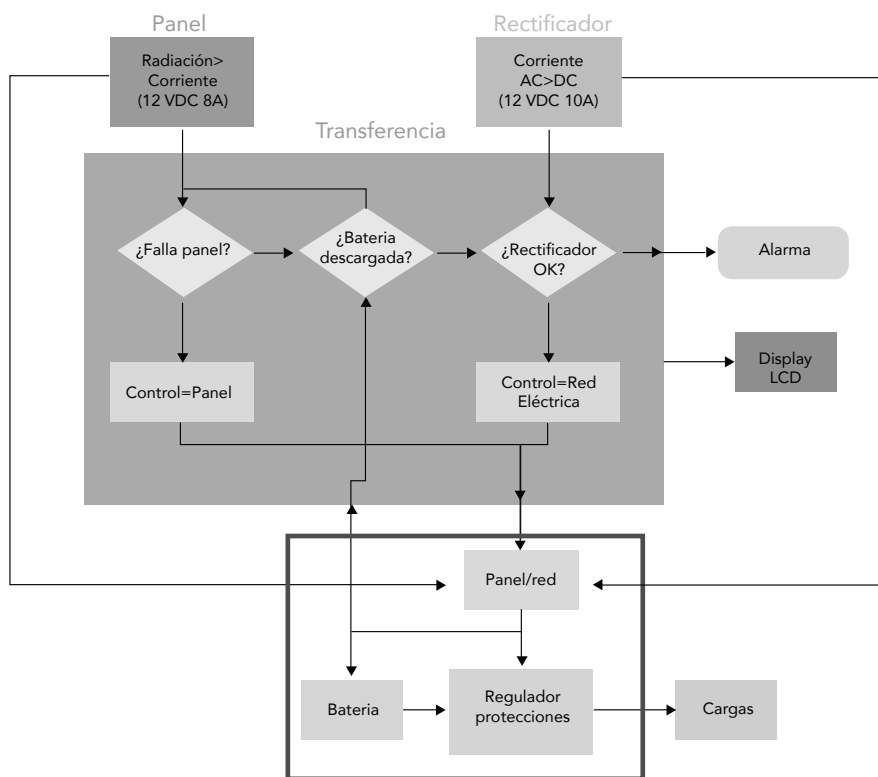 Panel
Rectificador
Radiación>
Corriente
(12 VDC 8A)
Corriente
AC>DC
(12 VDC 10A)
Transferencia
¿Falla panel?
¿Bateria
descargada?
¿Rectificador
OK?
Alarma
Display
LCD
Control=Panel
Control=Red
Eléctrica
Panel/red
Bateria
Regulador
protecciones
Cargas